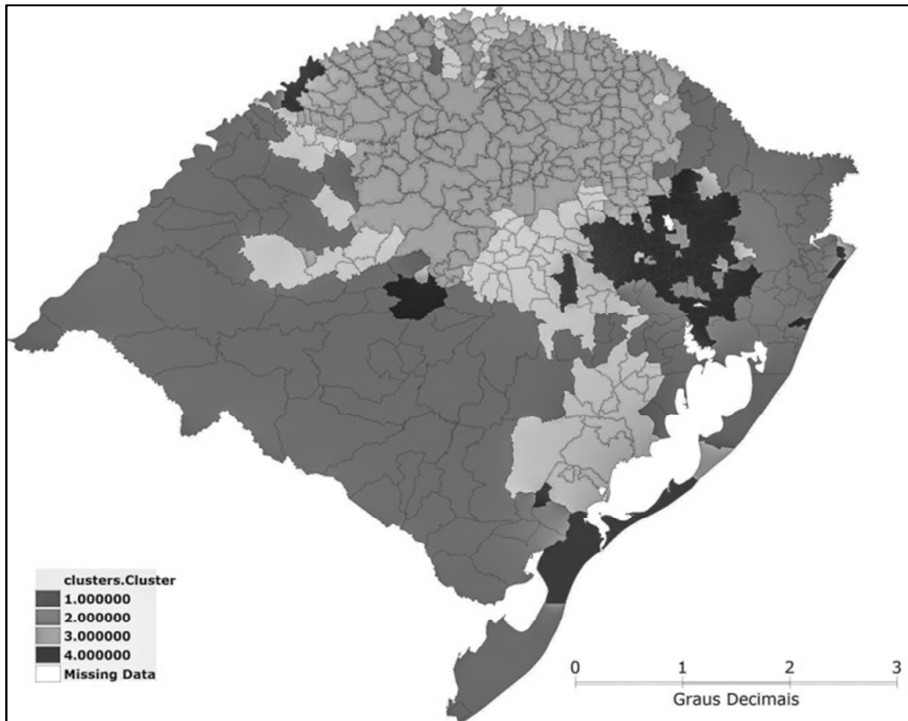 clusters.Cluster
1.000000
2.000000
3.000000
4.000000
Missing Data
0 1 2 3
Graus Decimais